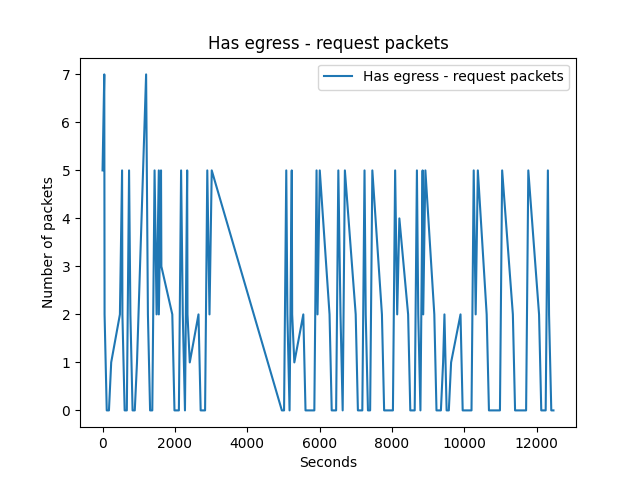 Has egress - request packets
Has egress - request packets
Number of packets
7
6
5
4
3
2
1
0
0 2000 4000 6000 8000 10000 12000
Seconds